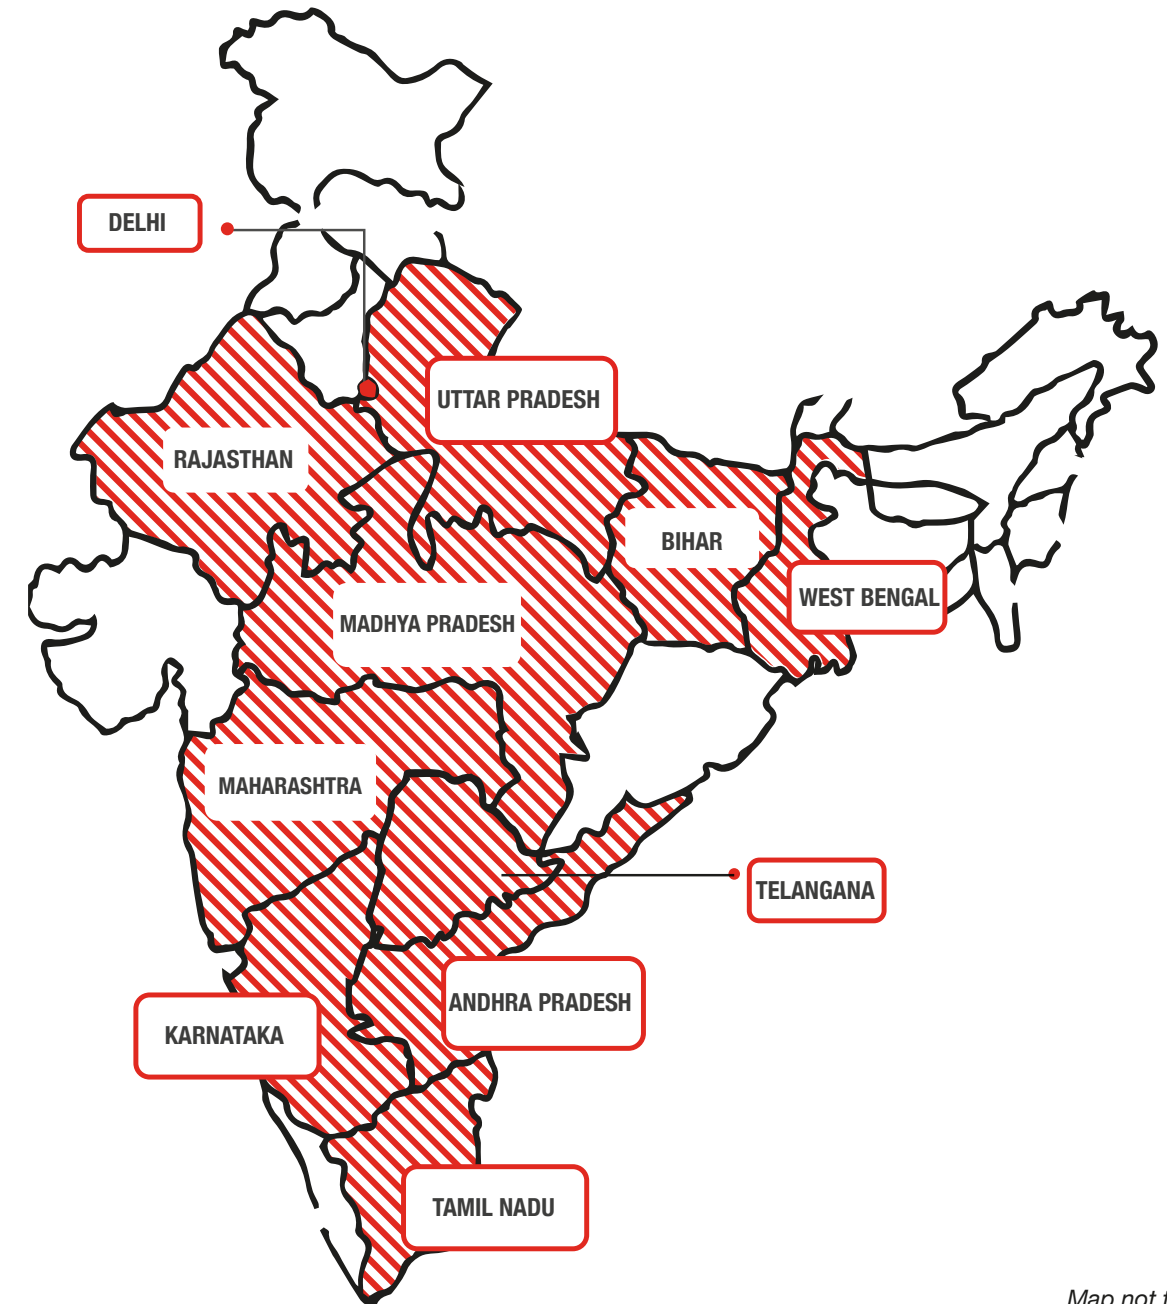 DELHI
UTTAR PRADESH
RAJASTHAN
BIHAR
WEST BENGAL
MADHYA PRADESH
MAHARASHTRA
TELANGANA
ANDHRA PRADESH
KARNATAKA
TAMIL NADU
Map not